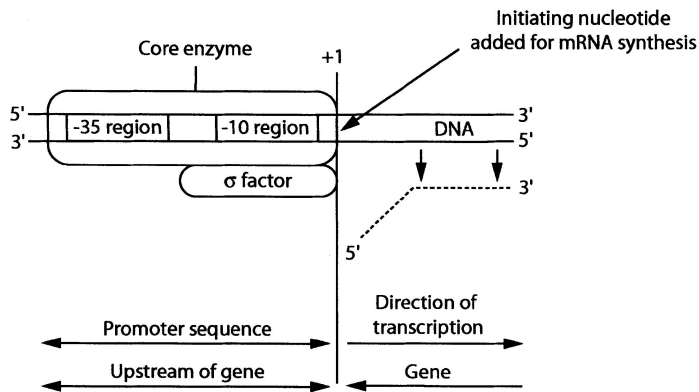 Initiating nucleotide
added for mRNA synthesis
Core enzyme
+1
5' 3'
-35 region -10 region DNA
3' 5'
σ factor
3'
5'
Direction of
transcription
Promoter sequence
Upstream of gene Gene